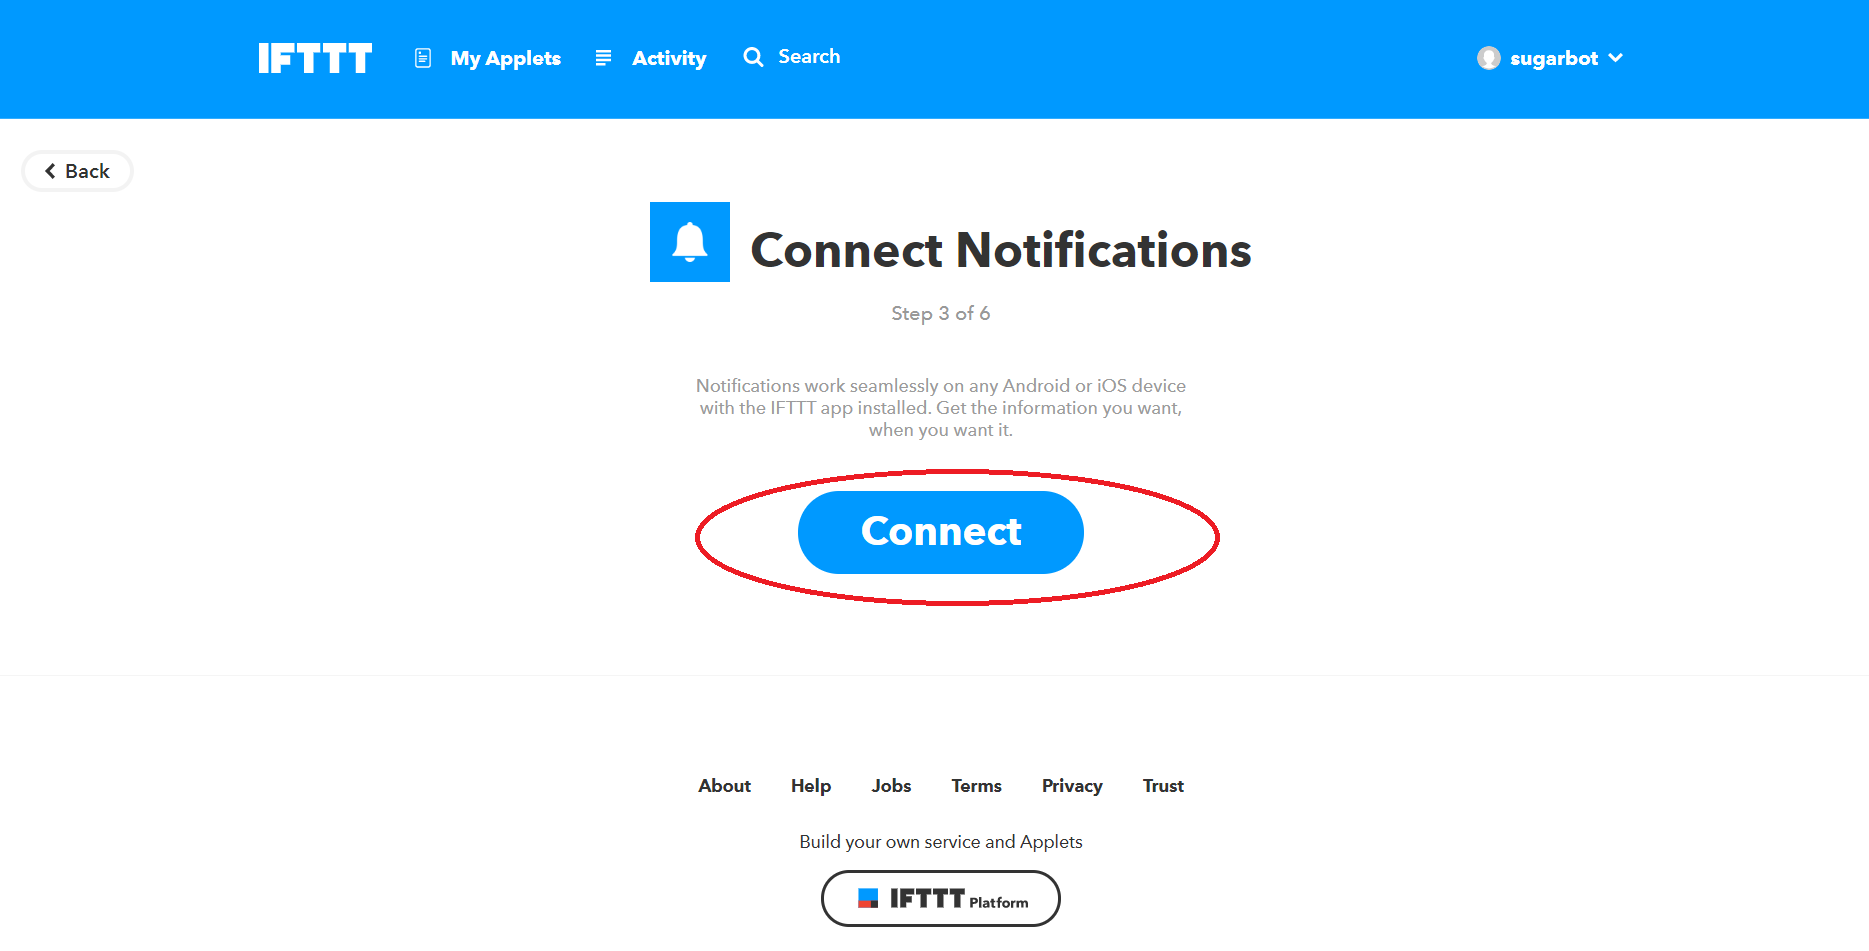 IFTTT
My Applets
Activity
Search
sugarbot
Back
Connect Notifications
Step 3 of 6
Notifications work seamlessly on any Android or iOS device
with the IFTTT app installed. Get the information you want,
when you want it.
Connect
About Help Jobs Terms Privacy Trust
Build your own service and Applets
IFTTT Platform